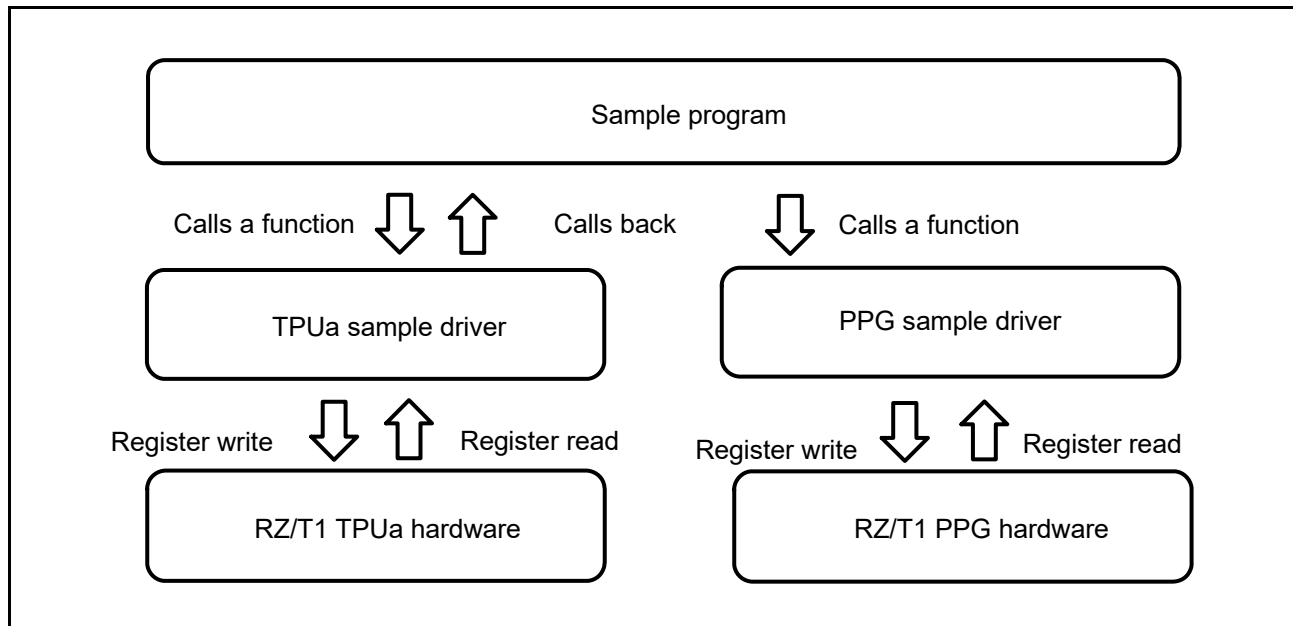 Sample program
Calls a function
Calls back
Calls a function
TPUa sample driver
PPG sample driver
Register write
Register read
Register write
Register read
RZ/T1 TPUa hardware
RZ/T1 PPG hardware